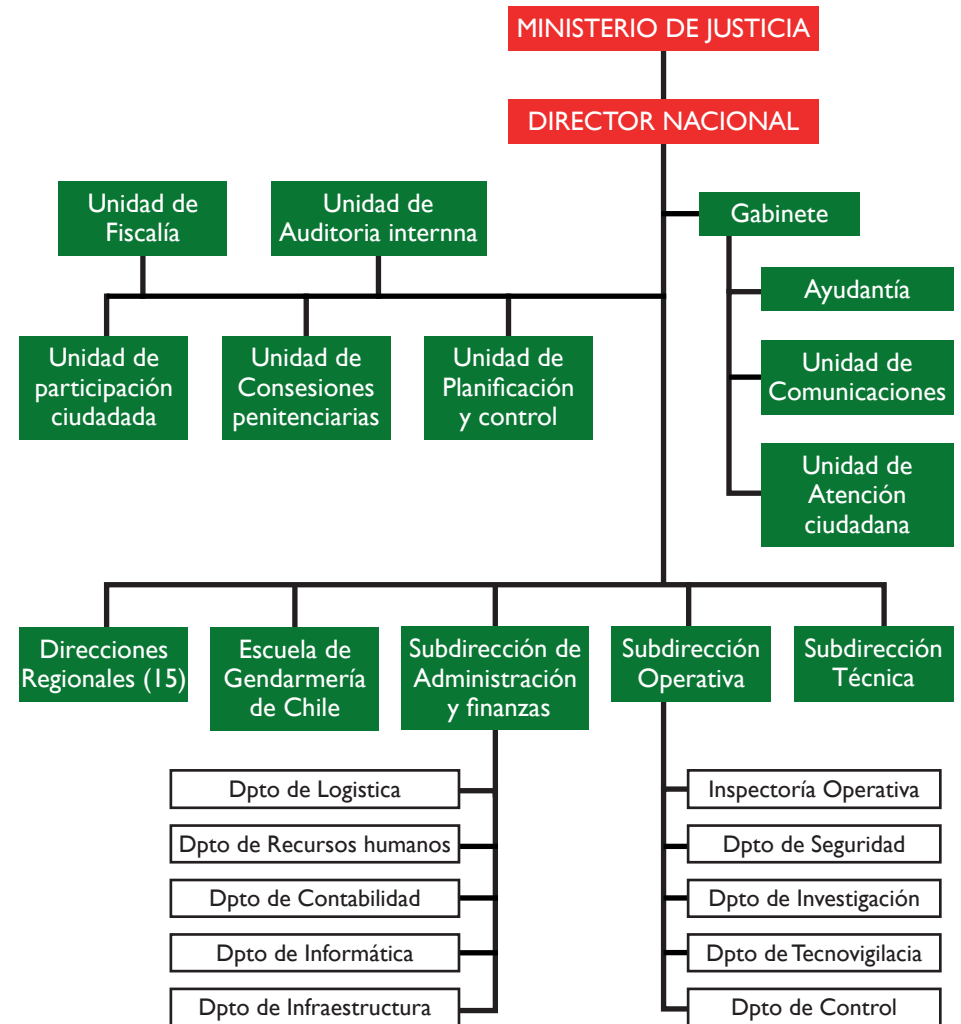 MINISTERIO DE JUSTICIA
DIRECTOR NACIONAL
Unidad de
Fiscalía
Unidad de
Auditoria internna
Gabinete
Ayudantía
Unidad de
Comunicaciones
Unidad de
Atención
ciudadana
Unidad de
participación
ciudadada
Unidad de
Consesiones
penitenciarias
Unidad de
Planificación
y control
Direcciones
Regionales (15)
Escuela de
Gendarmería
de Chile
Subdirección de
Administración
y finanzas
Subdirección
Operativa
Subdirección
Técnica
Dpto de Logistica
Dpto de Recursos humanos
Dpto de Contabilidad
Dpto de Informática
Dpto de Infraestructura
Inspectoría Operativa
Dpto de Seguridad
Dpto de Investigación
Dpto de Tecnovigilacia
Dpto de Control